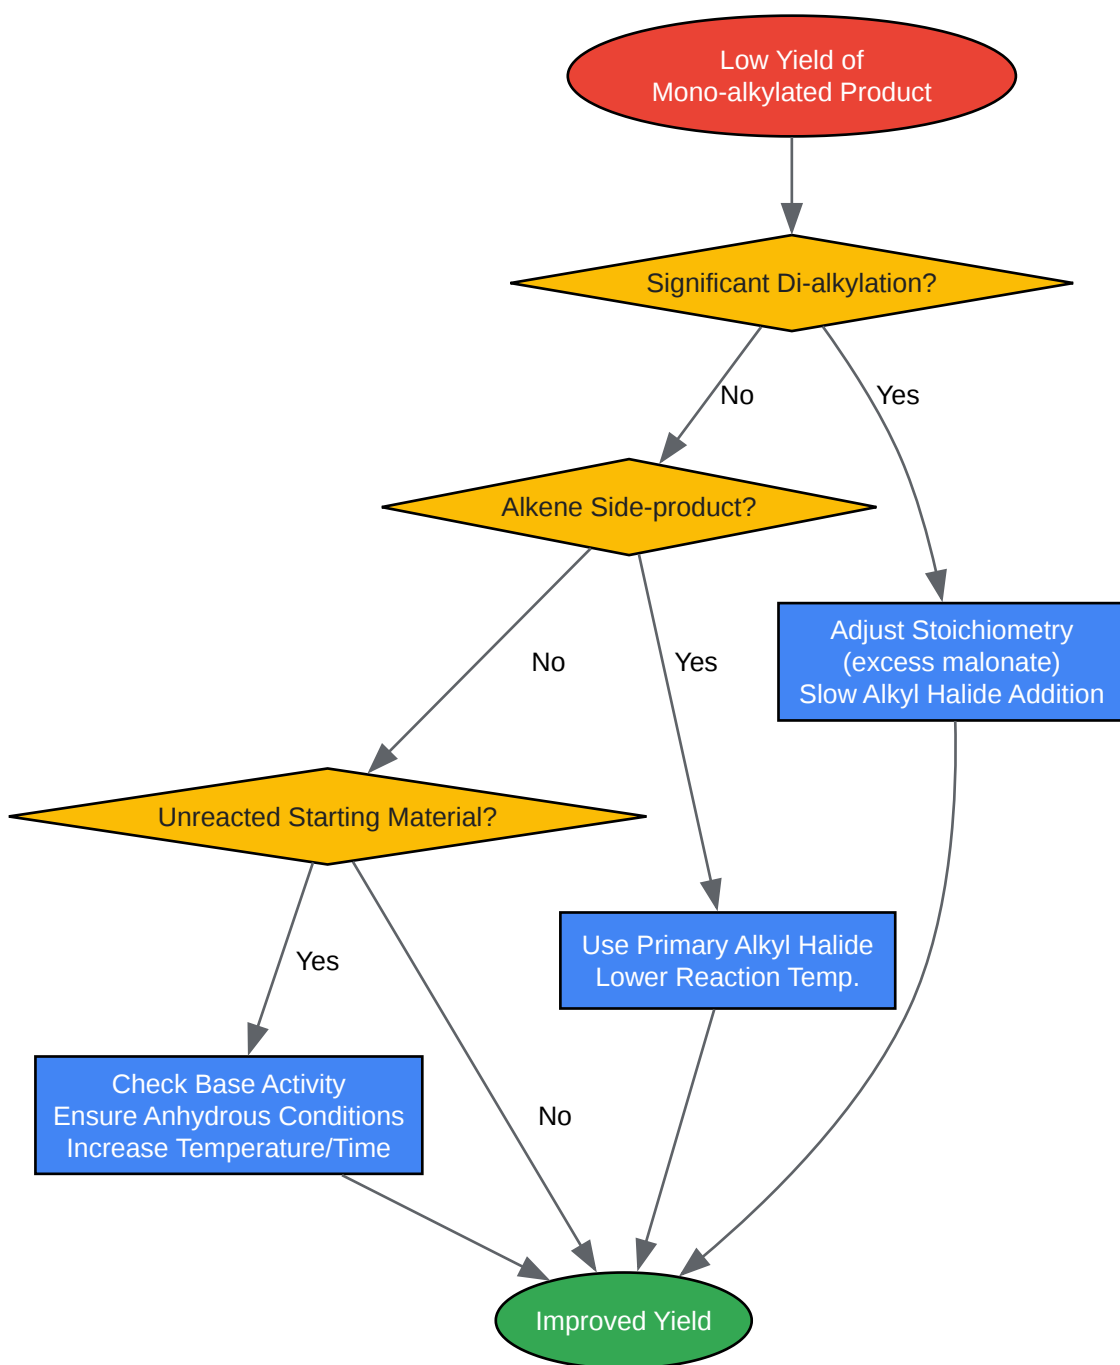 Low Yield of
Mono-alkylated Product
Significant Di-alkylation?
No
Yes
Alkene Side-product?
Adjust Stoichiometry
(excess malonate)
Slow Alkyl Halide Addition
No
Yes
Unreacted Starting Material?
Use Primary Alkyl Halide
Lower Reaction Temp.
Yes
Check Base Activity
Ensure Anhydrous Conditions
Increase Temperature/Time
No
Improved Yield